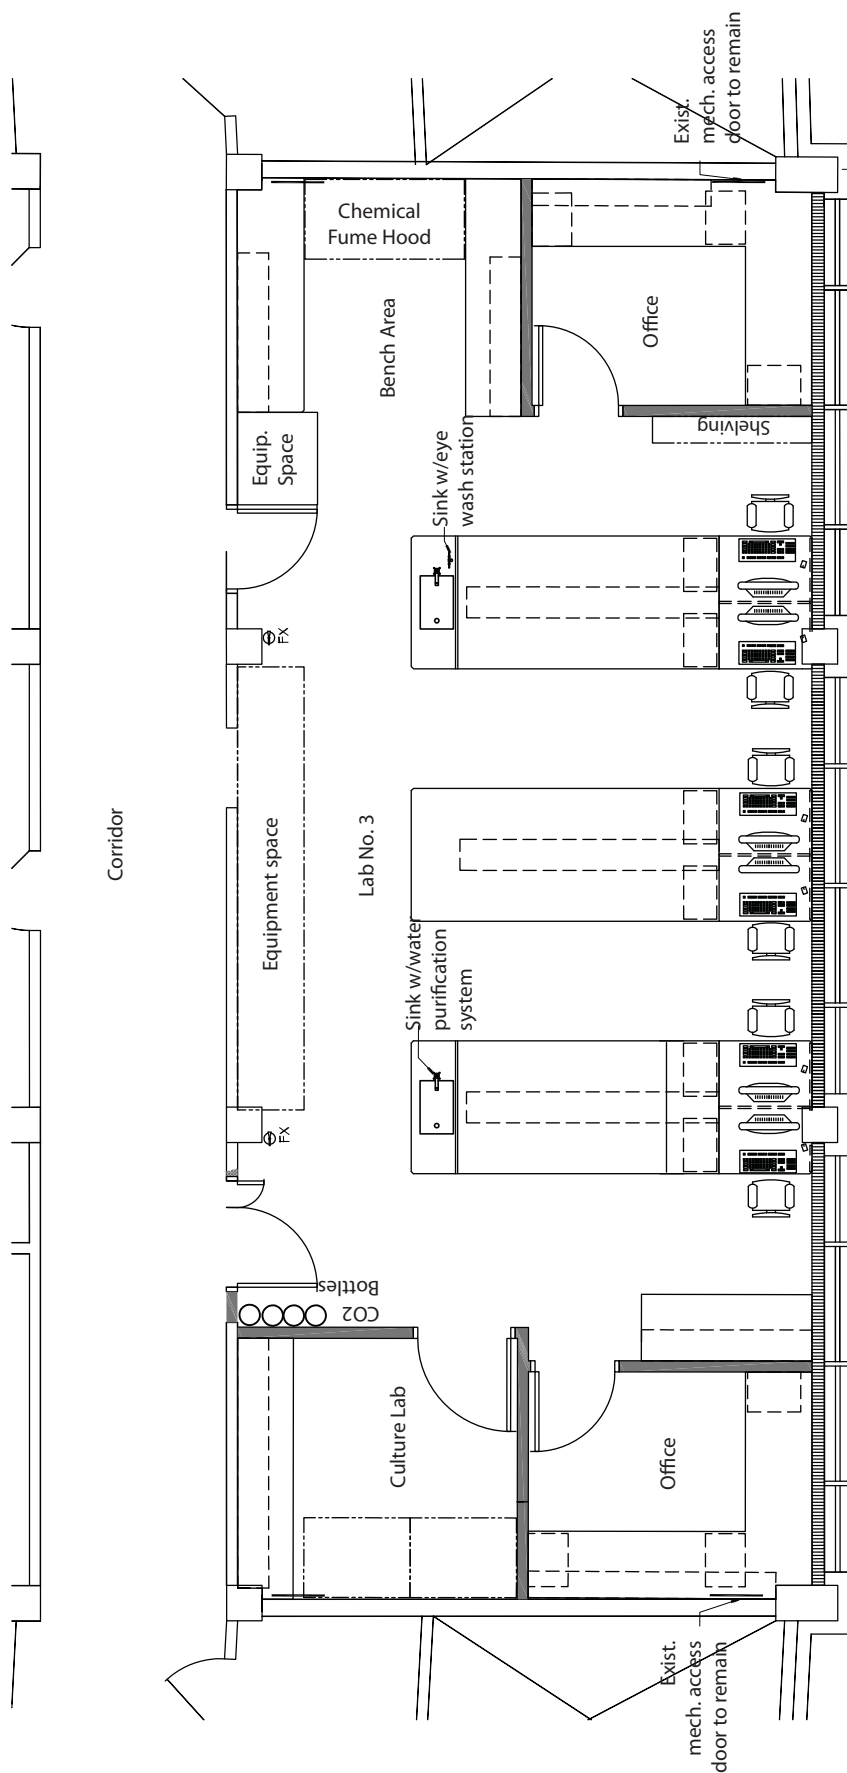 Exist.
mech. access
door to remain
Chemical
Fume Hood
Bench Area
Office
Equip.
Space
Shelving
Sink w/eye
wash station
FX
Corridor
Equipment space
Lab No. 3
Sink w/water
purification
system
FX
CO2
Bottles
Culture Lab
Office
Exist.
mech. access
door to remain